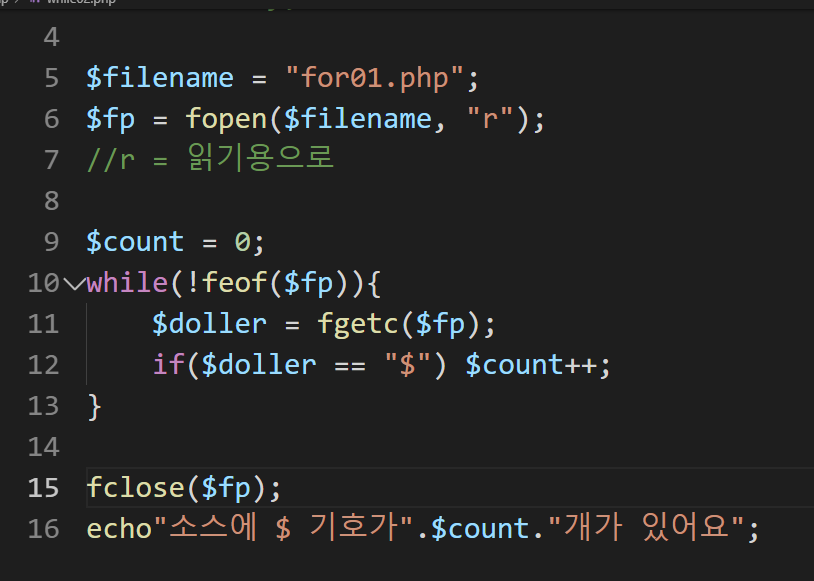 while02.php
4
5 $filename = "for01.php";
6 $fp = fopen($filename, "r");
7 //r = 읽기용으로
8
9 $count = 0;
10 while(!feof($fp)){
11 $doller = fgetc($fp);
12 if($doller == "$") $count++;
13 }
14
15 fclose($fp);
16 echo"소스에 $ 기호가".$count."개가 있어요";